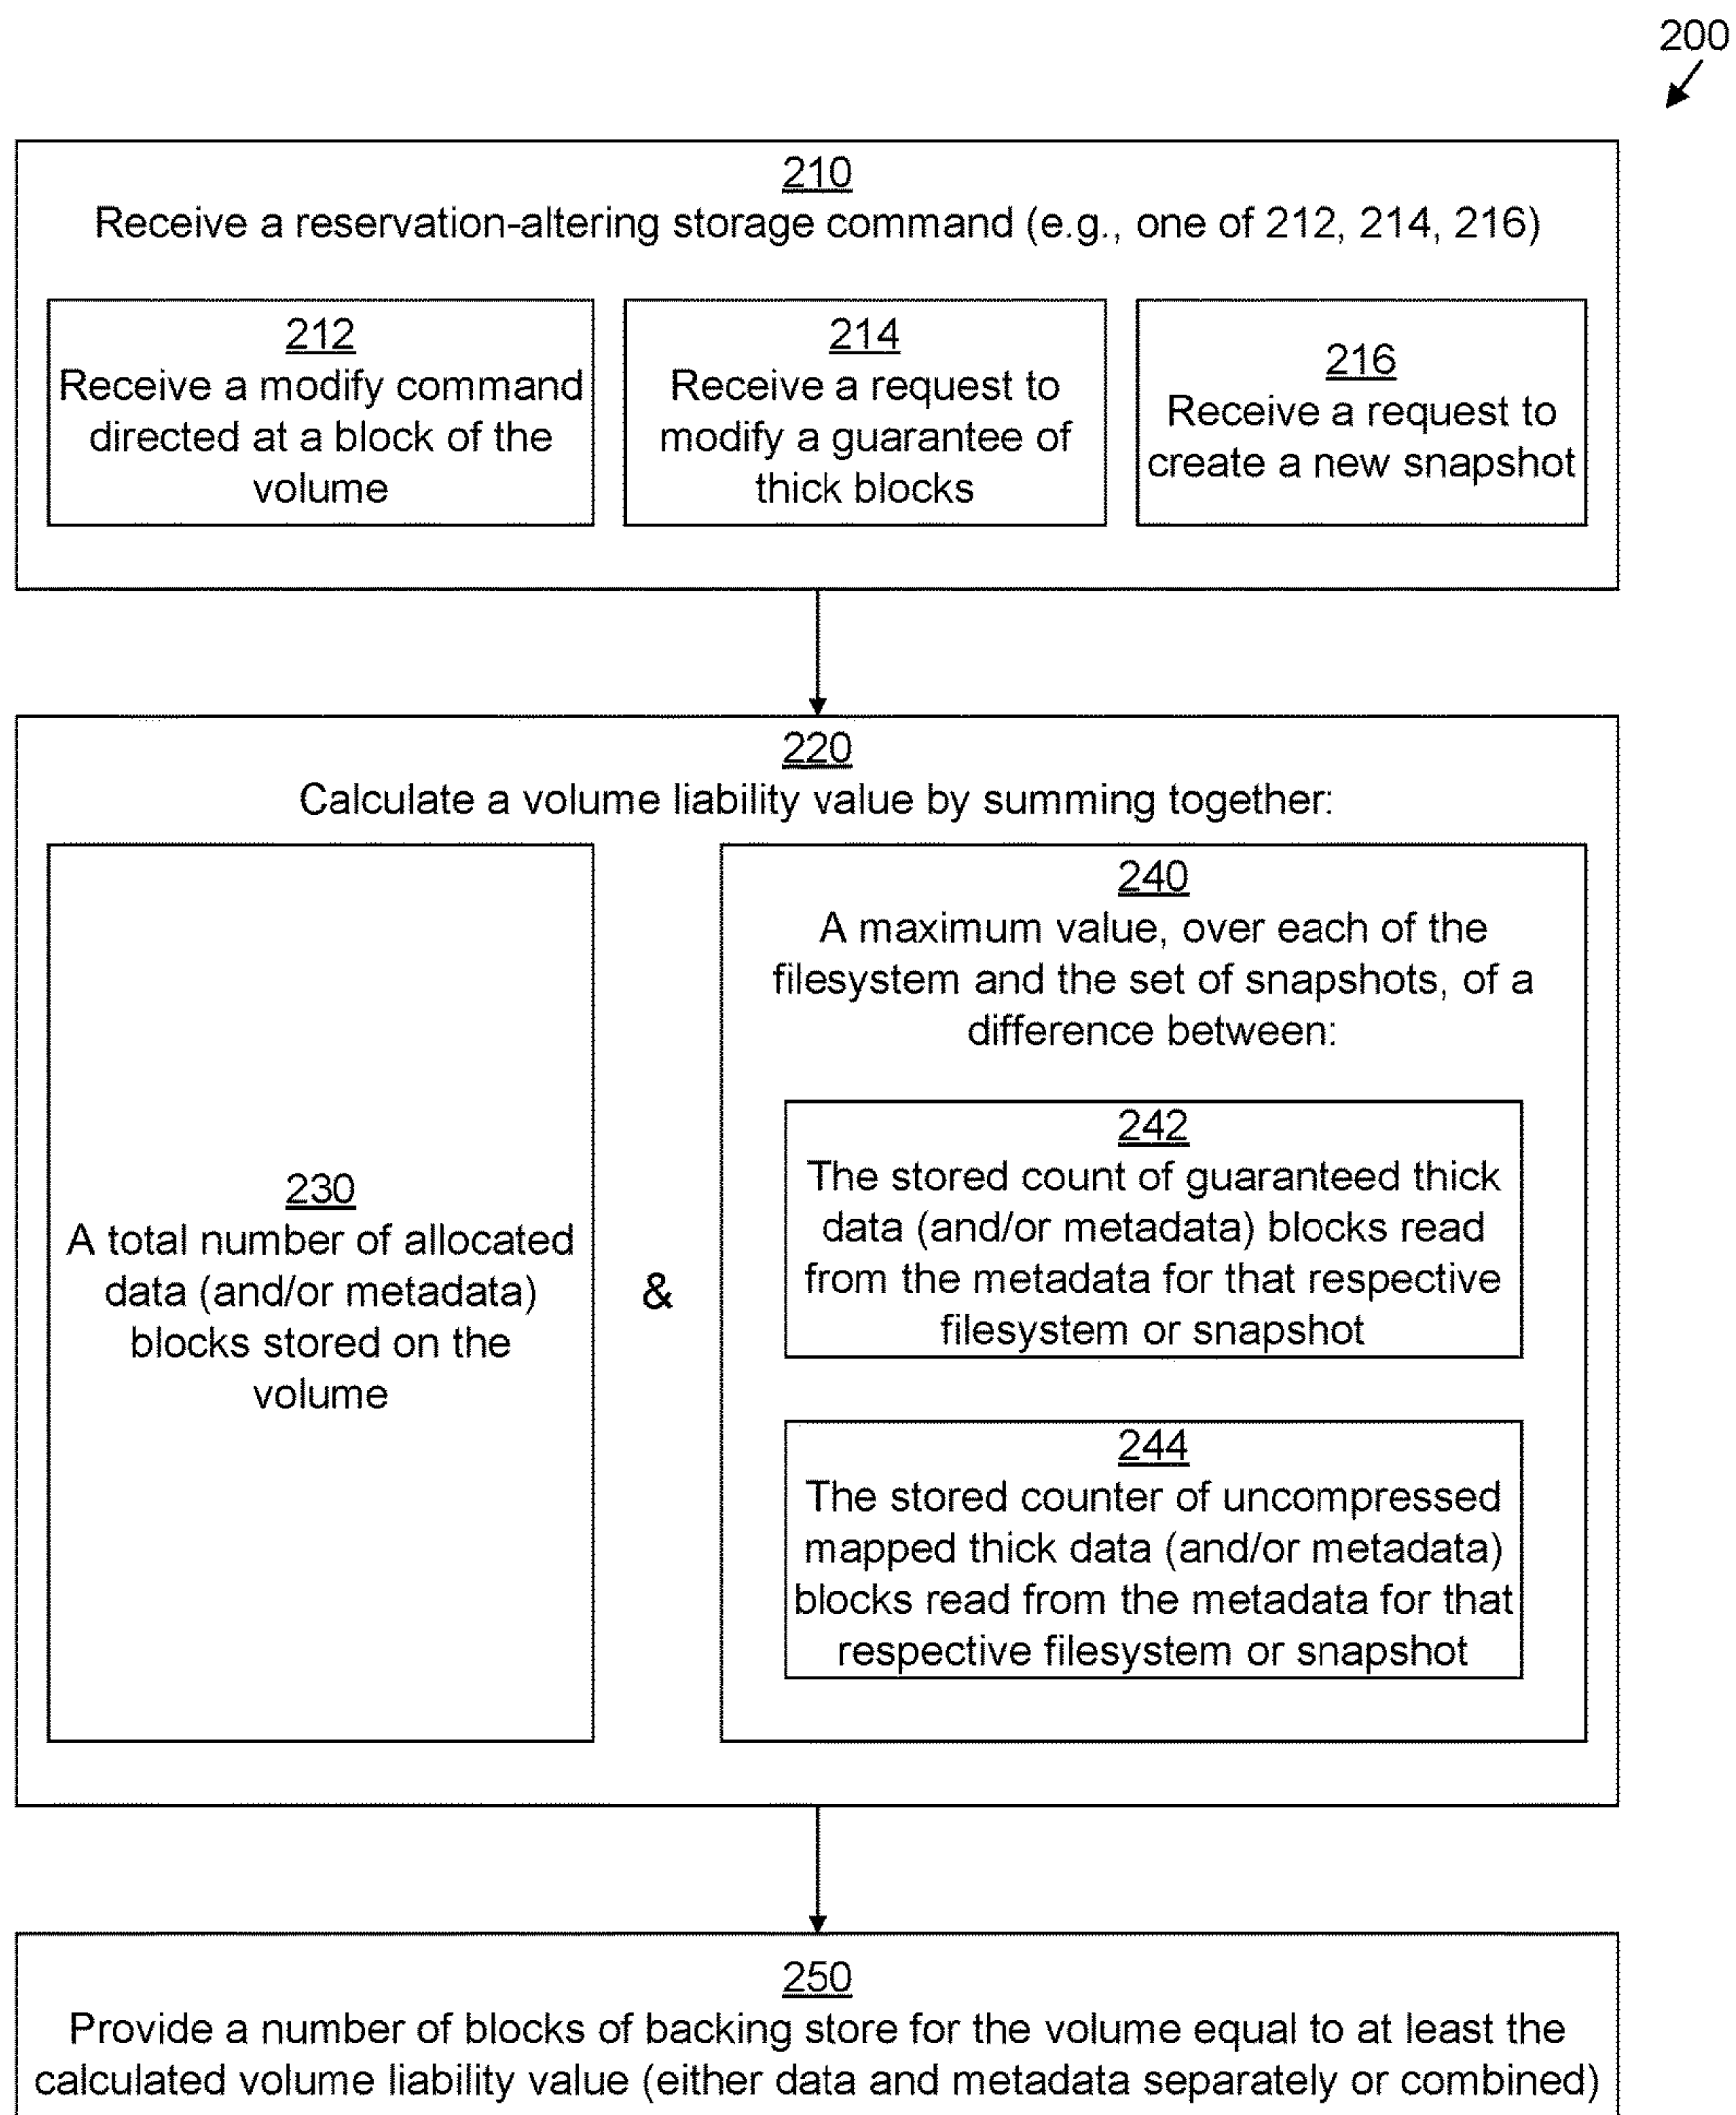 200
210
Receive a reservation-altering storage command (e.g., one of 212, 214, 216)
212
Receive a modify command
directed at a block of the
volume
214
Receive a request to
modify a guarantee of
thick blocks
216
Receive a request to
create a new snapshot
220
Calculate a volume liability value by summing together:
230
A total number of allocated
data (and/or metadata)
blocks stored on the
volume
&
240
A maximum value, over each of the
filesystem and the set of snapshots, of a
difference between:
242
The stored count of guaranteed thick
data (and/or metadata) blocks read
from the metadata for that respective
filesystem or snapshot
244
The stored counter of uncompressed
mapped thick data (and/or metadata)
blocks read from the metadata for that
respective filesystem or snapshot
250
Provide a number of blocks of backing store for the volume equal to at least the
calculated volume liability value (either data and metadata separately or combined)